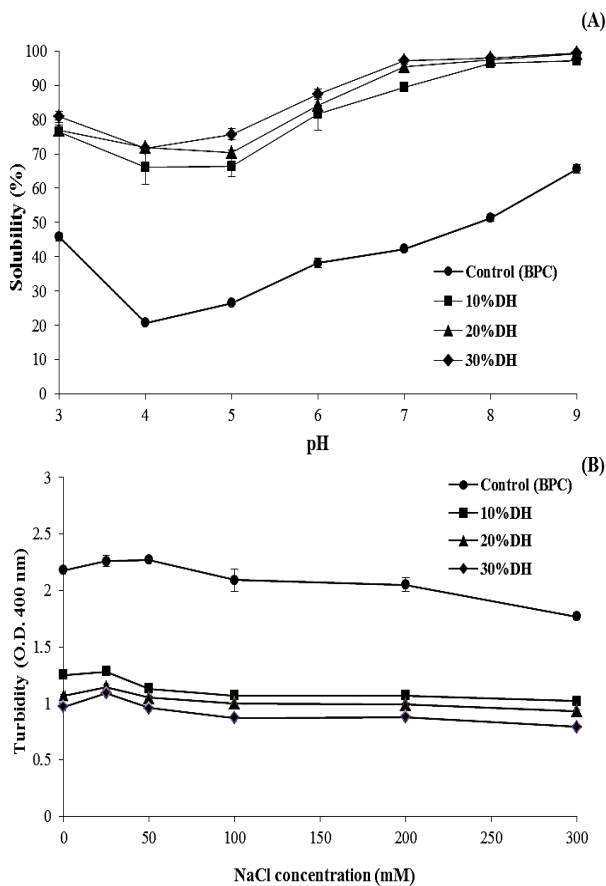 (A)
100
90
80
70
60
50
40
30
20
10
0
Solubility (%)
Control (BPC)
10%DH
20%DH
30%DH
3 4 5 6 7 8 9
pH
(B)
3
2.5
2
1.5
1
0.5
0
Turbidity (O.D. 400 nm)
Control (BPC)
10%DH
20%DH
30%DH
0 50 100 150 200 250 300
NaCl concentration (mM)